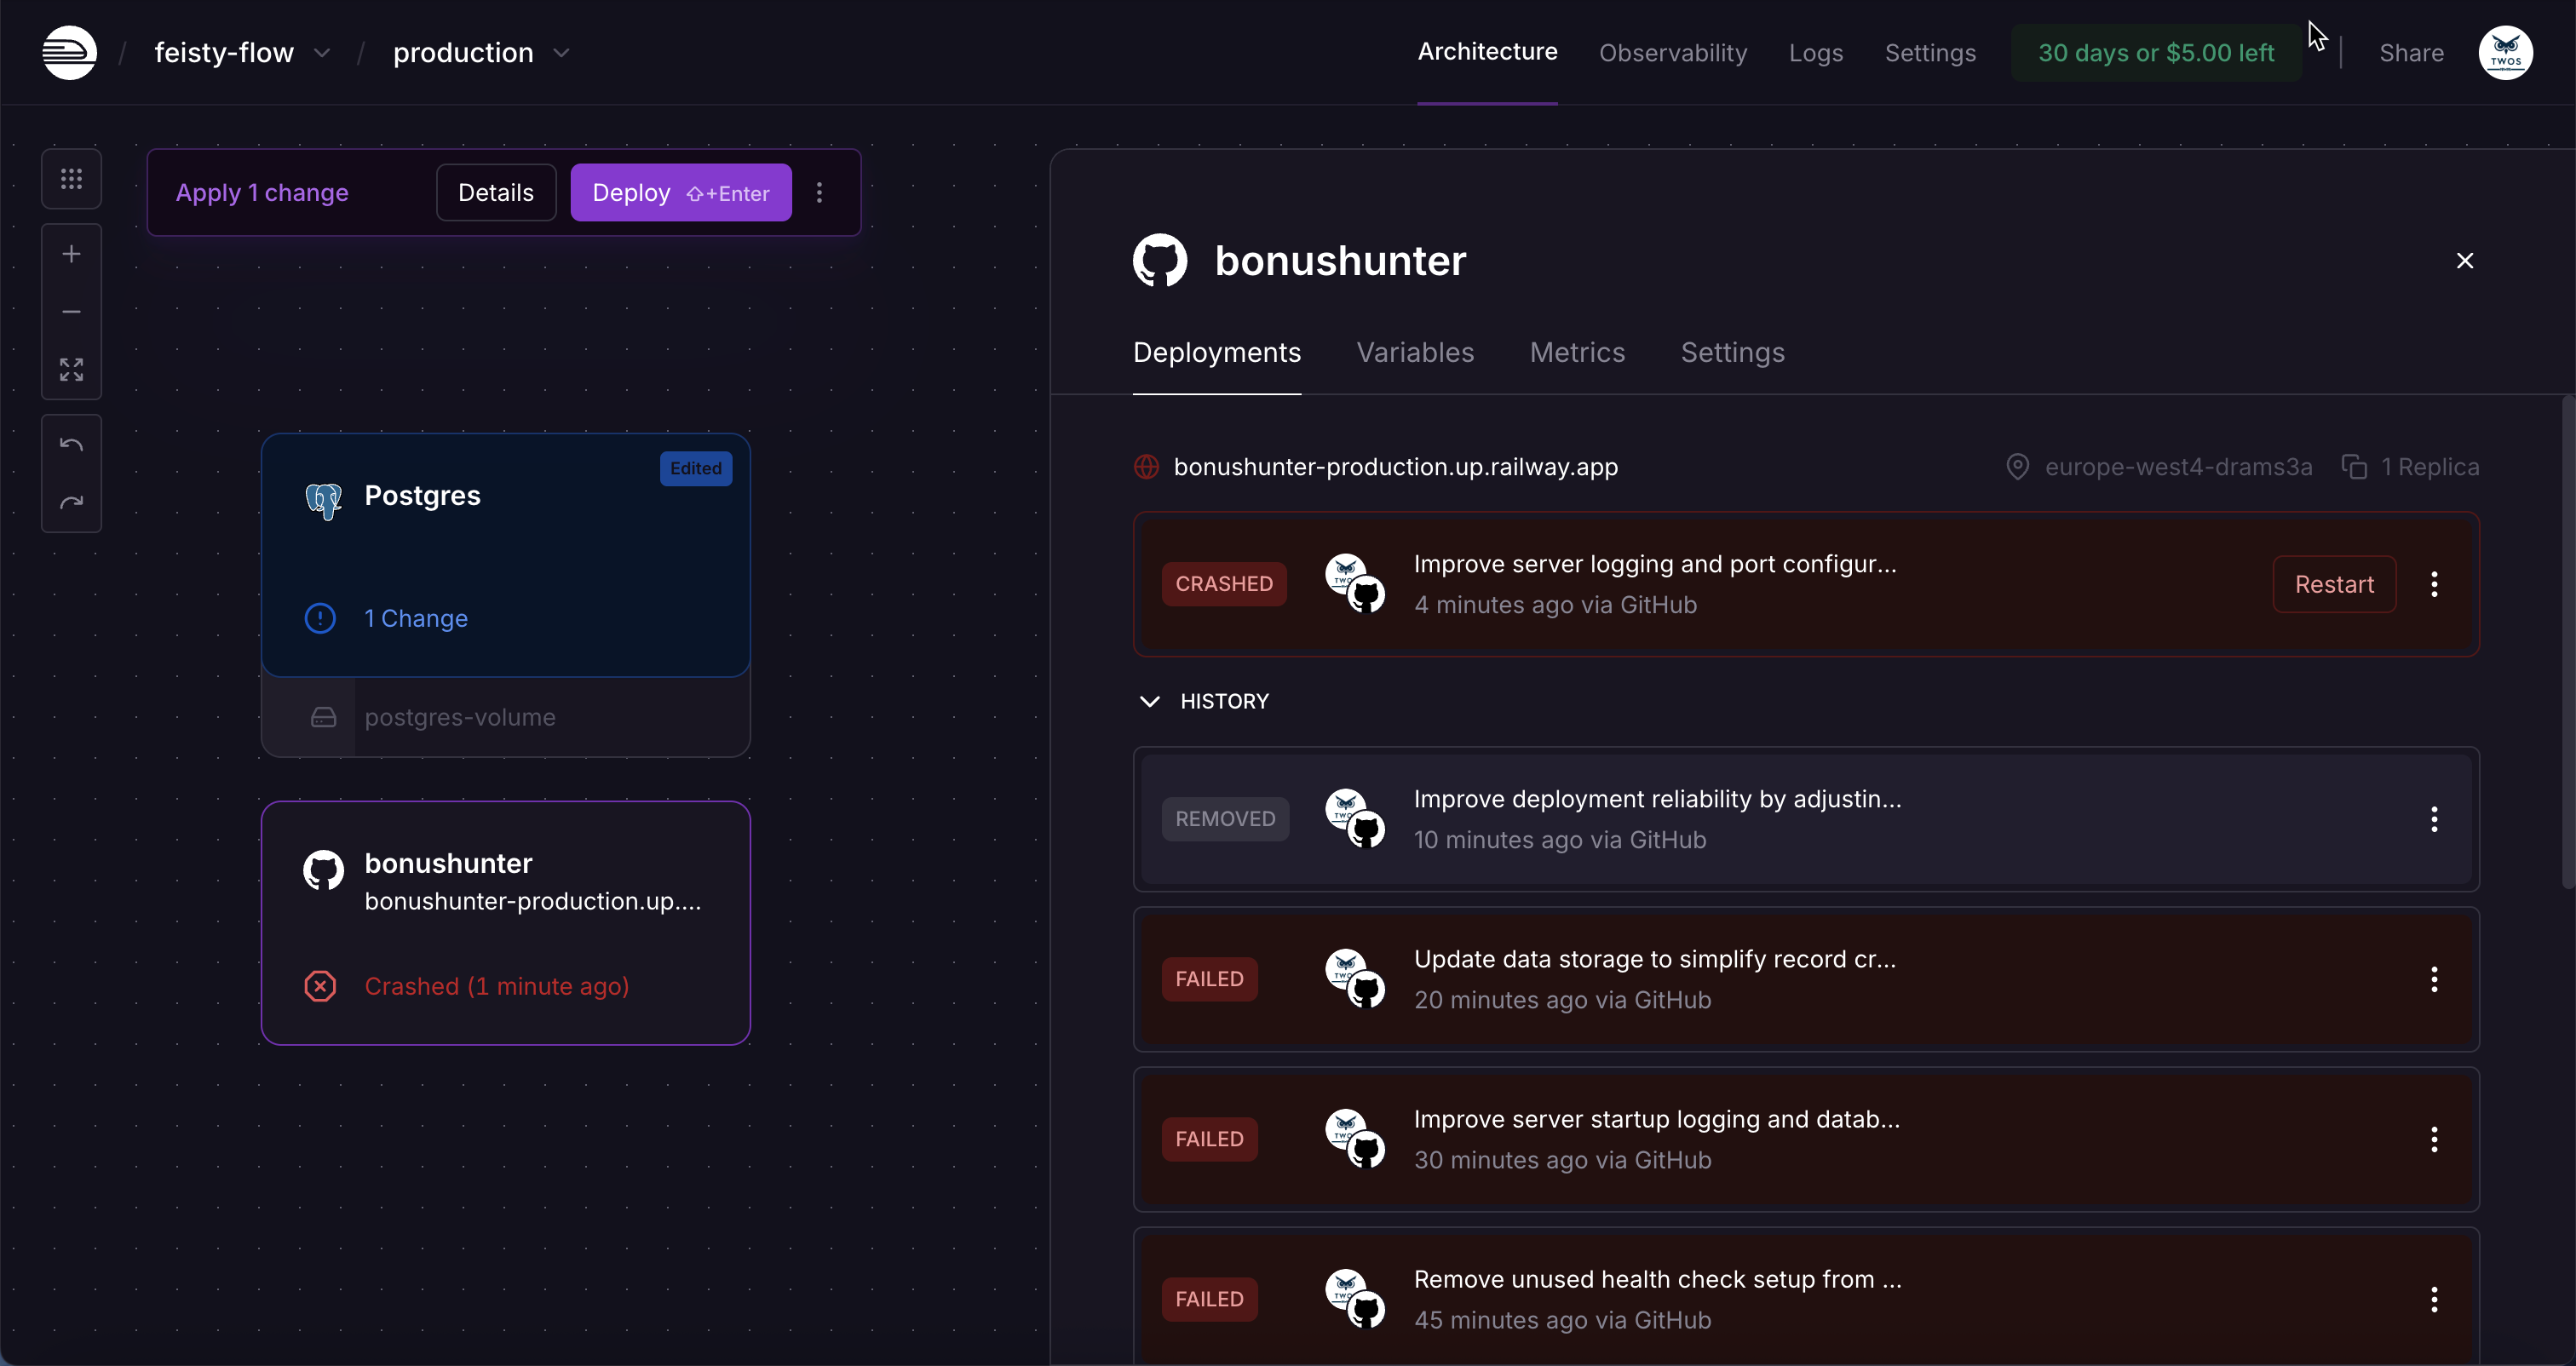 / feisty-flow / production
Architecture Observability Logs Settings 30 days or $5.00 left Share
TWOS
Apply 1 change Details Deploy ⇧+Enter
Edited
Postgres
1 Change
postgres-volume
bonushunter
bonushunter-production.up....
Crashed (1 minute ago)
bonushunter
Deployments Variables Metrics Settings
bonushunter-production.up.railway.app europe-west4-drams3a 1 Replica
CRASHED
Improve server logging and port configur...
4 minutes ago via GitHub
Restart
HISTORY
REMOVED
Improve deployment reliability by adjustin...
10 minutes ago via GitHub
FAILED
Update data storage to simplify record cr...
20 minutes ago via GitHub
FAILED
Improve server startup logging and datab...
30 minutes ago via GitHub
FAILED
Remove unused health check setup from ...
45 minutes ago via GitHub